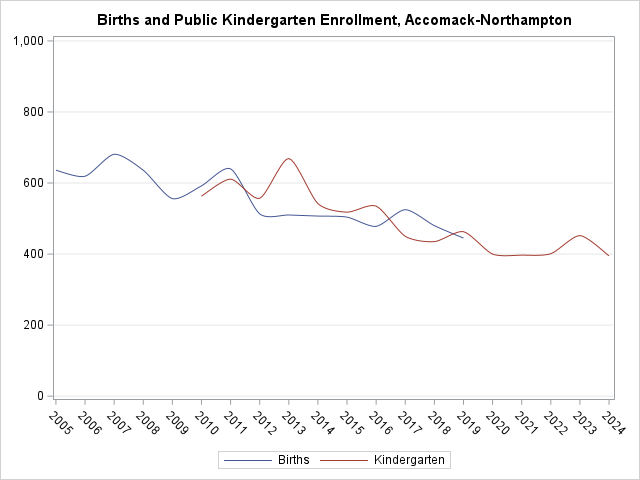 Births and Public Kindergarten Enrollment, Accomack-Northampton
1,000
800
600
400
200
0
2005 2006 2007 2008 2009 2010 2011 2012 2013 2014 2015 2016 2017 2018 2019 2020 2021 2022 2023 2024
Births Kindergarten